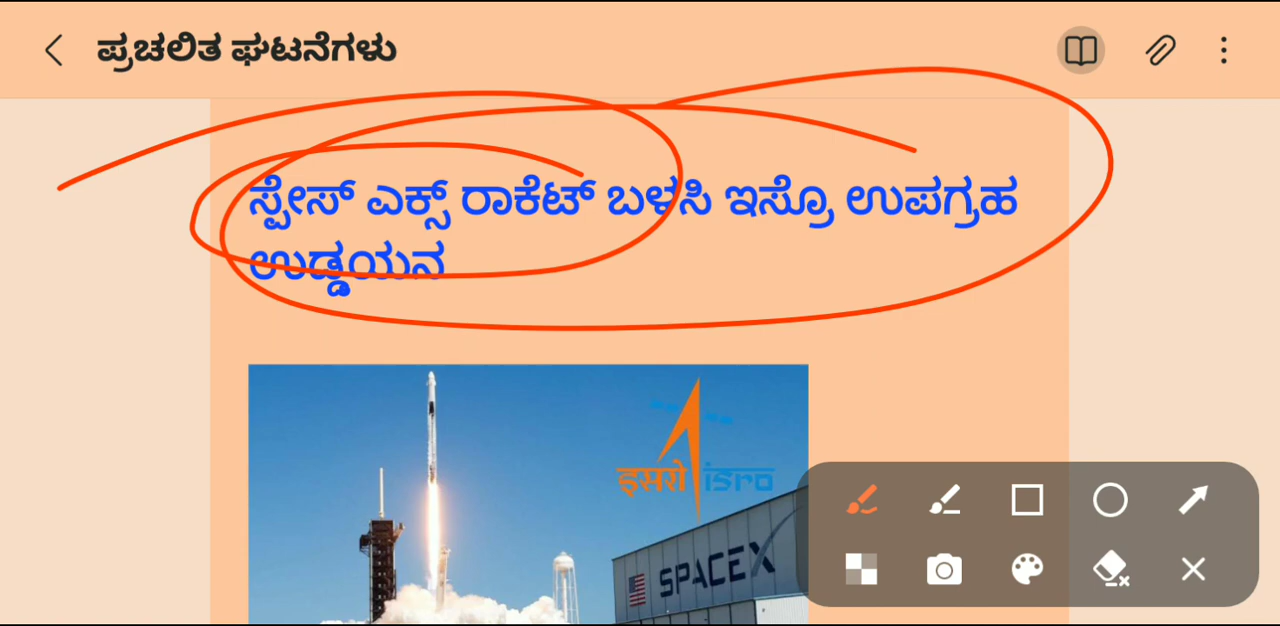 ಪ್ರಚಲಿತ ಘಟನೆಗಳು
ಸ್ಪೇಸ್ ಎಕ್ಸ್ ರಾಕೆಟ್ ಬಳಸಿ ಇಸ್ರೊ ಉಪಗ್ರಹ
ಉಡ್ಡಯನ
इसरो isro
SPACEX